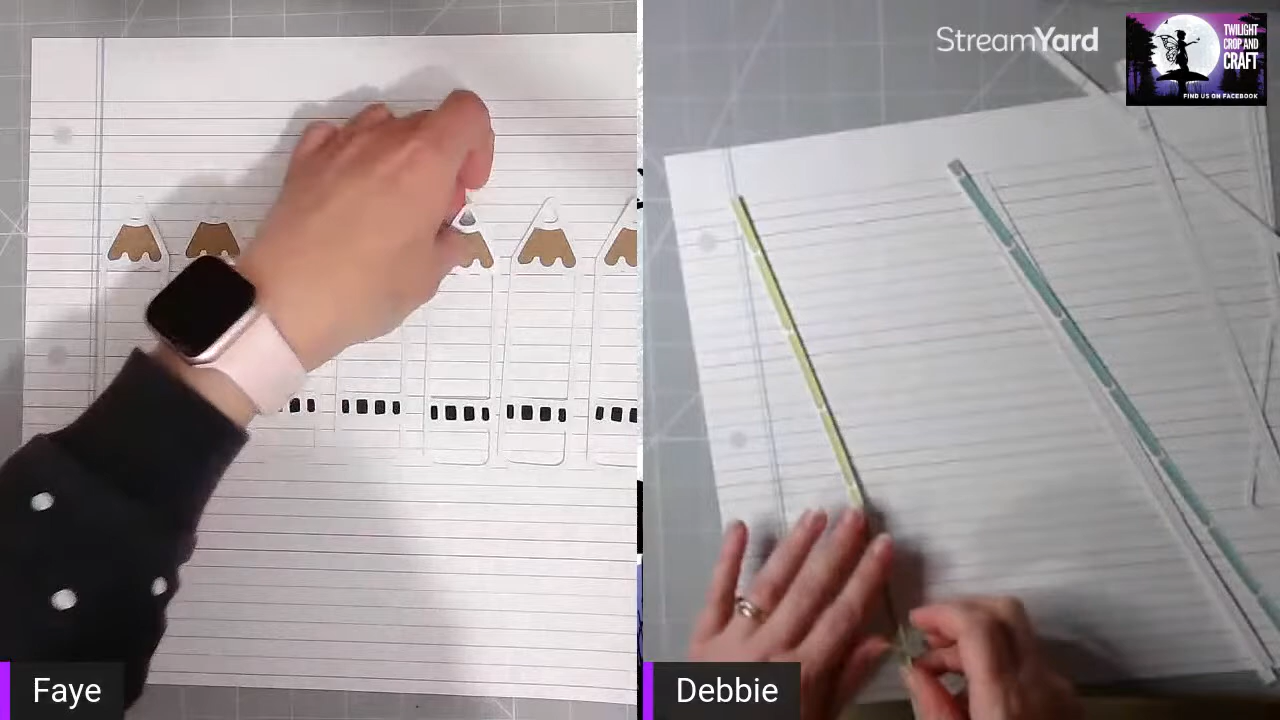 StreamYard
TWILIGHT
CROP AND
CRAFT
FIND US ON FACEBOOK
Faye
Debbie